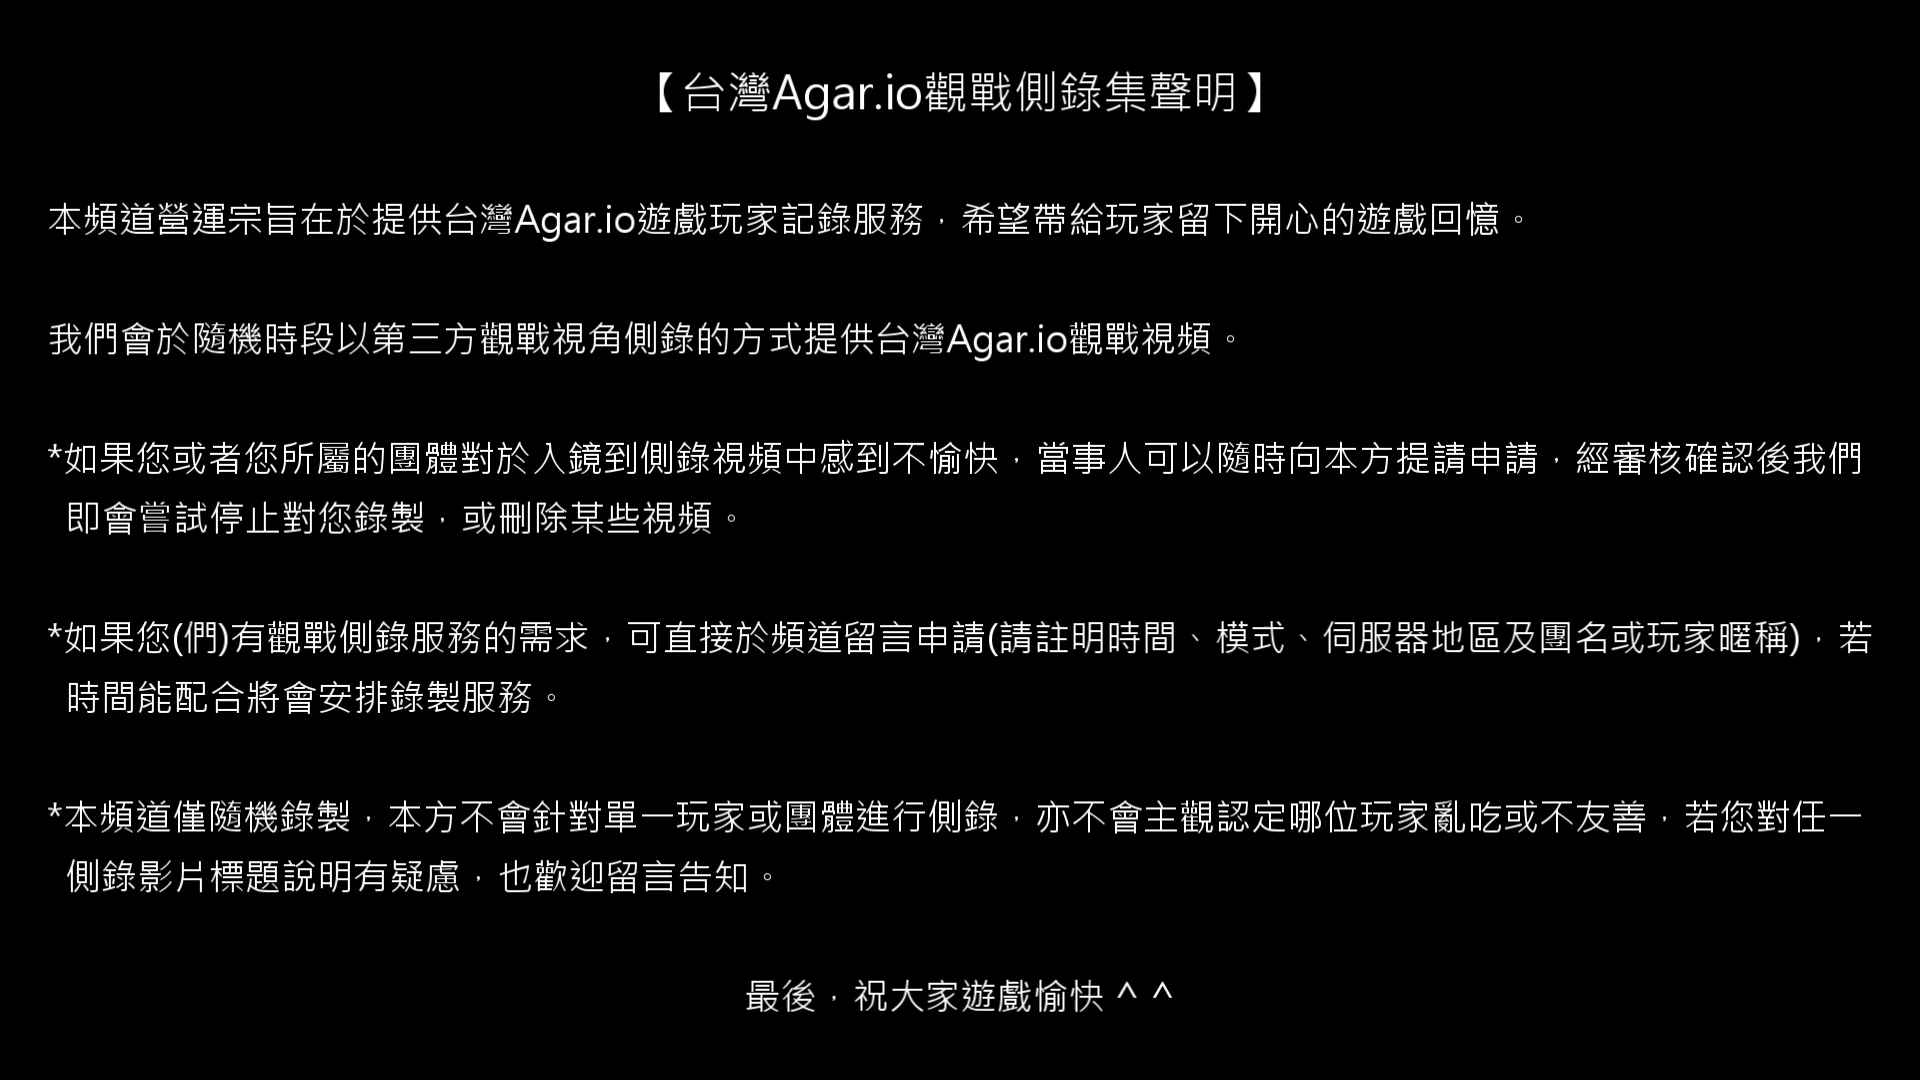 【台灣Agar.io觀戰側錄集聲明】
本頻道營運宗旨在於提供台灣Agar.io遊戲玩家記錄服務，希望帶給玩家留下開心的遊戲回憶。
我們會於隨機時段以第三方觀戰視角側錄的方式提供台灣Agar.io觀戰視頻。
*如果您或者您所屬的團體對於入鏡到側錄視頻中感到不愉快，當事人可以隨時向本方提請申請，經審核確認後我們
即會嘗試停止對您錄製，或刪除某些視頻。
*如果您(們)有觀戰側錄服務的需求，可直接於頻道留言申請(請註明時間、模式、伺服器地區及團名或玩家暱稱)，若
時間能配合將會安排錄製服務。
*本頻道僅隨機錄製，本方不會針對單一玩家或團體進行側錄，亦不會主觀認定哪位玩家亂吃或不友善，若您對任一
側錄影片標題說明有疑慮，也歡迎留言告知。
最後，祝大家遊戲愉快 ^ ^